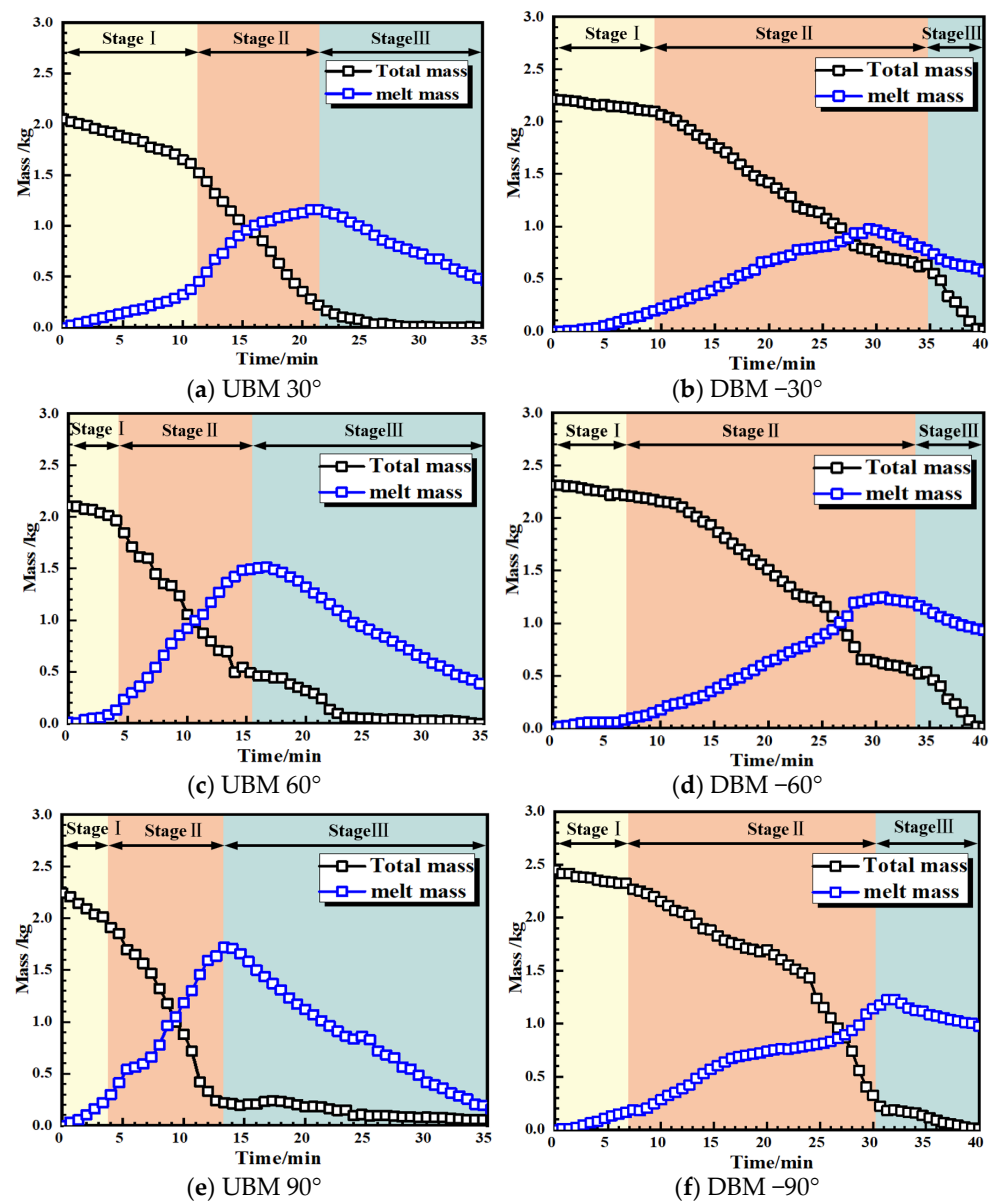 3.0
Stage Ⅰ
Stage Ⅱ
StageⅢ
Total mass
melt mass
2.5
2.0
1.5
1.0
0.5
0.0
Mass /kg
0 5 10 15 20 25 30 35
Time/min
(a) UBM 30°
3.0
Stage Ⅰ
Stage Ⅱ
StageⅢ
Total mass
melt mass
2.5
2.0
1.5
1.0
0.5
0.0
Mass /kg
0 5 10 15 20 25 30 35 40
Time/min
(b) DBM −30°
3.0
Stage Ⅰ
Stage Ⅱ
StageⅢ
Total mass
melt mass
2.5
2.0
1.5
1.0
0.5
0.0
Mass /kg
0 5 10 15 20 25 30 35
Time/min
(c) UBM 60°
3.0
Stage Ⅰ
Stage Ⅱ
StageⅢ
Total mass
melt mass
2.5
2.0
1.5
1.0
0.5
0.0
Mass /kg
0 5 10 15 20 25 30 35 40
Time/min
(d) DBM −60°
3.0
Stage Ⅰ
Stage Ⅱ
StageⅢ
Total mass
melt mass
2.5
2.0
1.5
1.0
0.5
0.0
Mass /kg
0 5 10 15 20 25 30 35
Time/min
(e) UBM 90°
3.0
Stage Ⅰ
Stage Ⅱ
StageⅢ
Total mass
melt mass
2.5
2.0
1.5
1.0
0.5
0.0
Mass /kg
0 5 10 15 20 25 30 35 40
Time/min
(f) DBM −90°